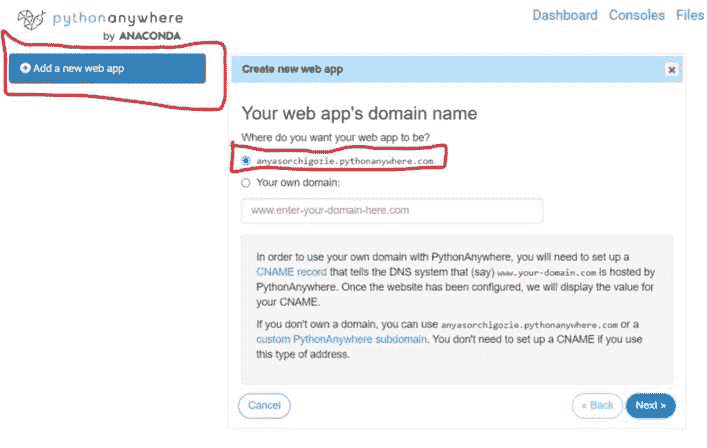 pythonanywhere
by ANACONDA
Dashboard Consoles Files
Add a new web app
Create new web app
Your web app's domain name
Where do you want your web app to be?
anyasorchigozie.pythonanywhere.com.
Your own domain:
www.enter-your-domain-here.com
In order to use your own domain with PythonAnywhere, you will need to set up a
CNAME record that tells the DNS system that (say) www.your-domain.com is hosted by
PythonAnywhere. Once the website has been configured, we will display the value for
your CNAME.
If you don't own a domain, you can use anyasorchigozie.pythonanywhere.com or a
custom PythonAnywhere subdomain. You don't need to set up a CNAME if you use
this type of address.
Cancel
« Back
Next »